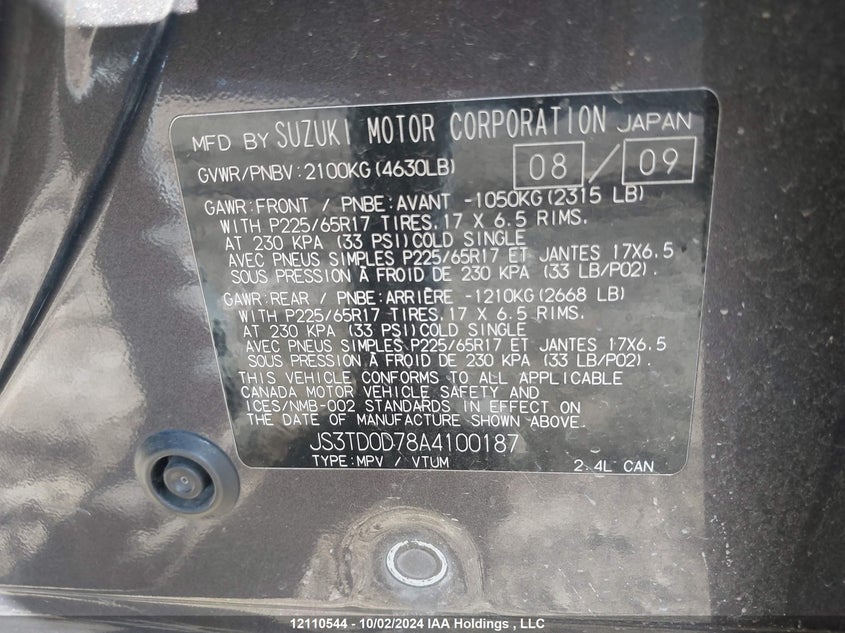 MFD BY SUZUKI MOTOR CORPORATION JAPAN
GVWR/PNBV:2100KG(4630LB) 08 / 09
GAWR:FRONT / PNBE:AVANT -1050KG(2315 LB)
WITH P225/65R17 TIRES,17 X 6.5 RIMS.
AT 230 KPA (33 PSI)COLD SINGLE
AVEC PNEUS SIMPLES P225/65R17 ET JANTES 17X6.5
SOUS PRESSION À FROID DE 230 KPA (33 LB/PO2).
GAWR:REAR / PNBE:ARRIÈRE -1210KG(2668 LB)
WITH P225/65R17 TIRES,17 X 6.5 RIMS.
AT 230 KPA (33 PSI)COLD SINGLE
AVEC PNEUS SIMPLES P225/65R17 ET JANTES 17X6.5
SOUS PRESSION À FROID DE 230 KPA (33 LB/PO2).
THIS VEHICLE CONFORMS TO ALL APPLICABLE
CANADA MOTOR VEHICLE SAFETY AND
ICES/NMB-002 STANDARDS IN EFFECT ON
THE DATE OF MANUFACTURE SHOWN ABOVE.
JS3TD0D78A4100187
TYPE:MPV / VTUM 2.4L CAN
12110544 - 10/02/2024 IAA Holdings , LLC